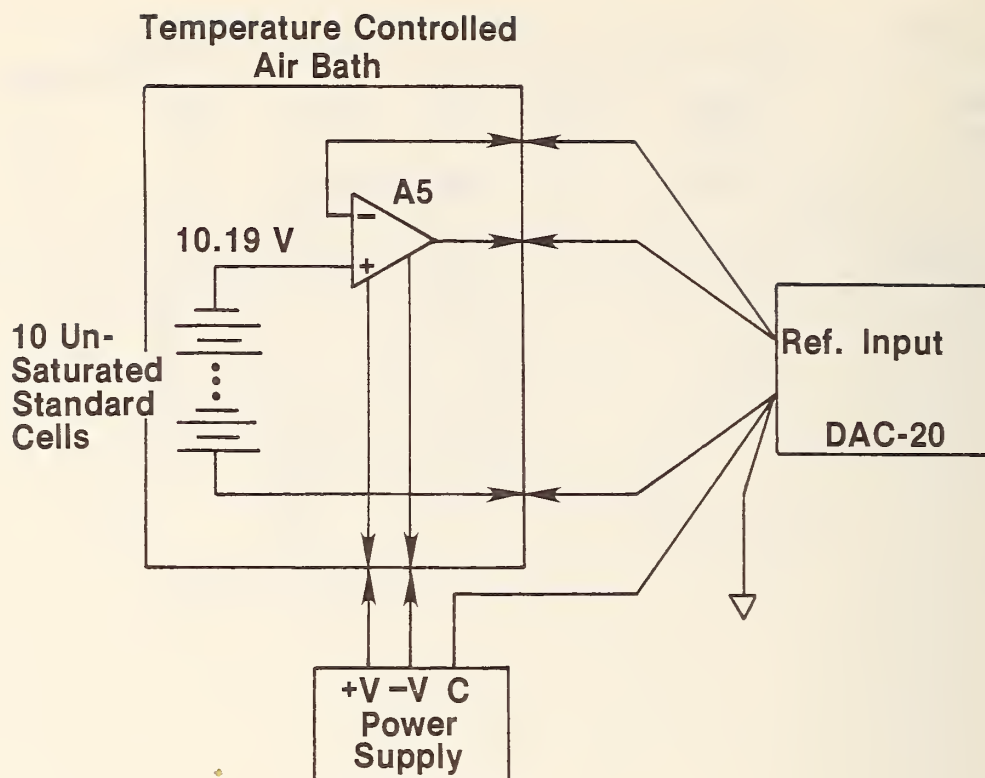 Temperature Controlled
Air Bath
A5
−
10.19 V
+
10 Un-
Saturated
Standard
Cells
Ref. Input
DAC-20
+V −V C
Power
Supply